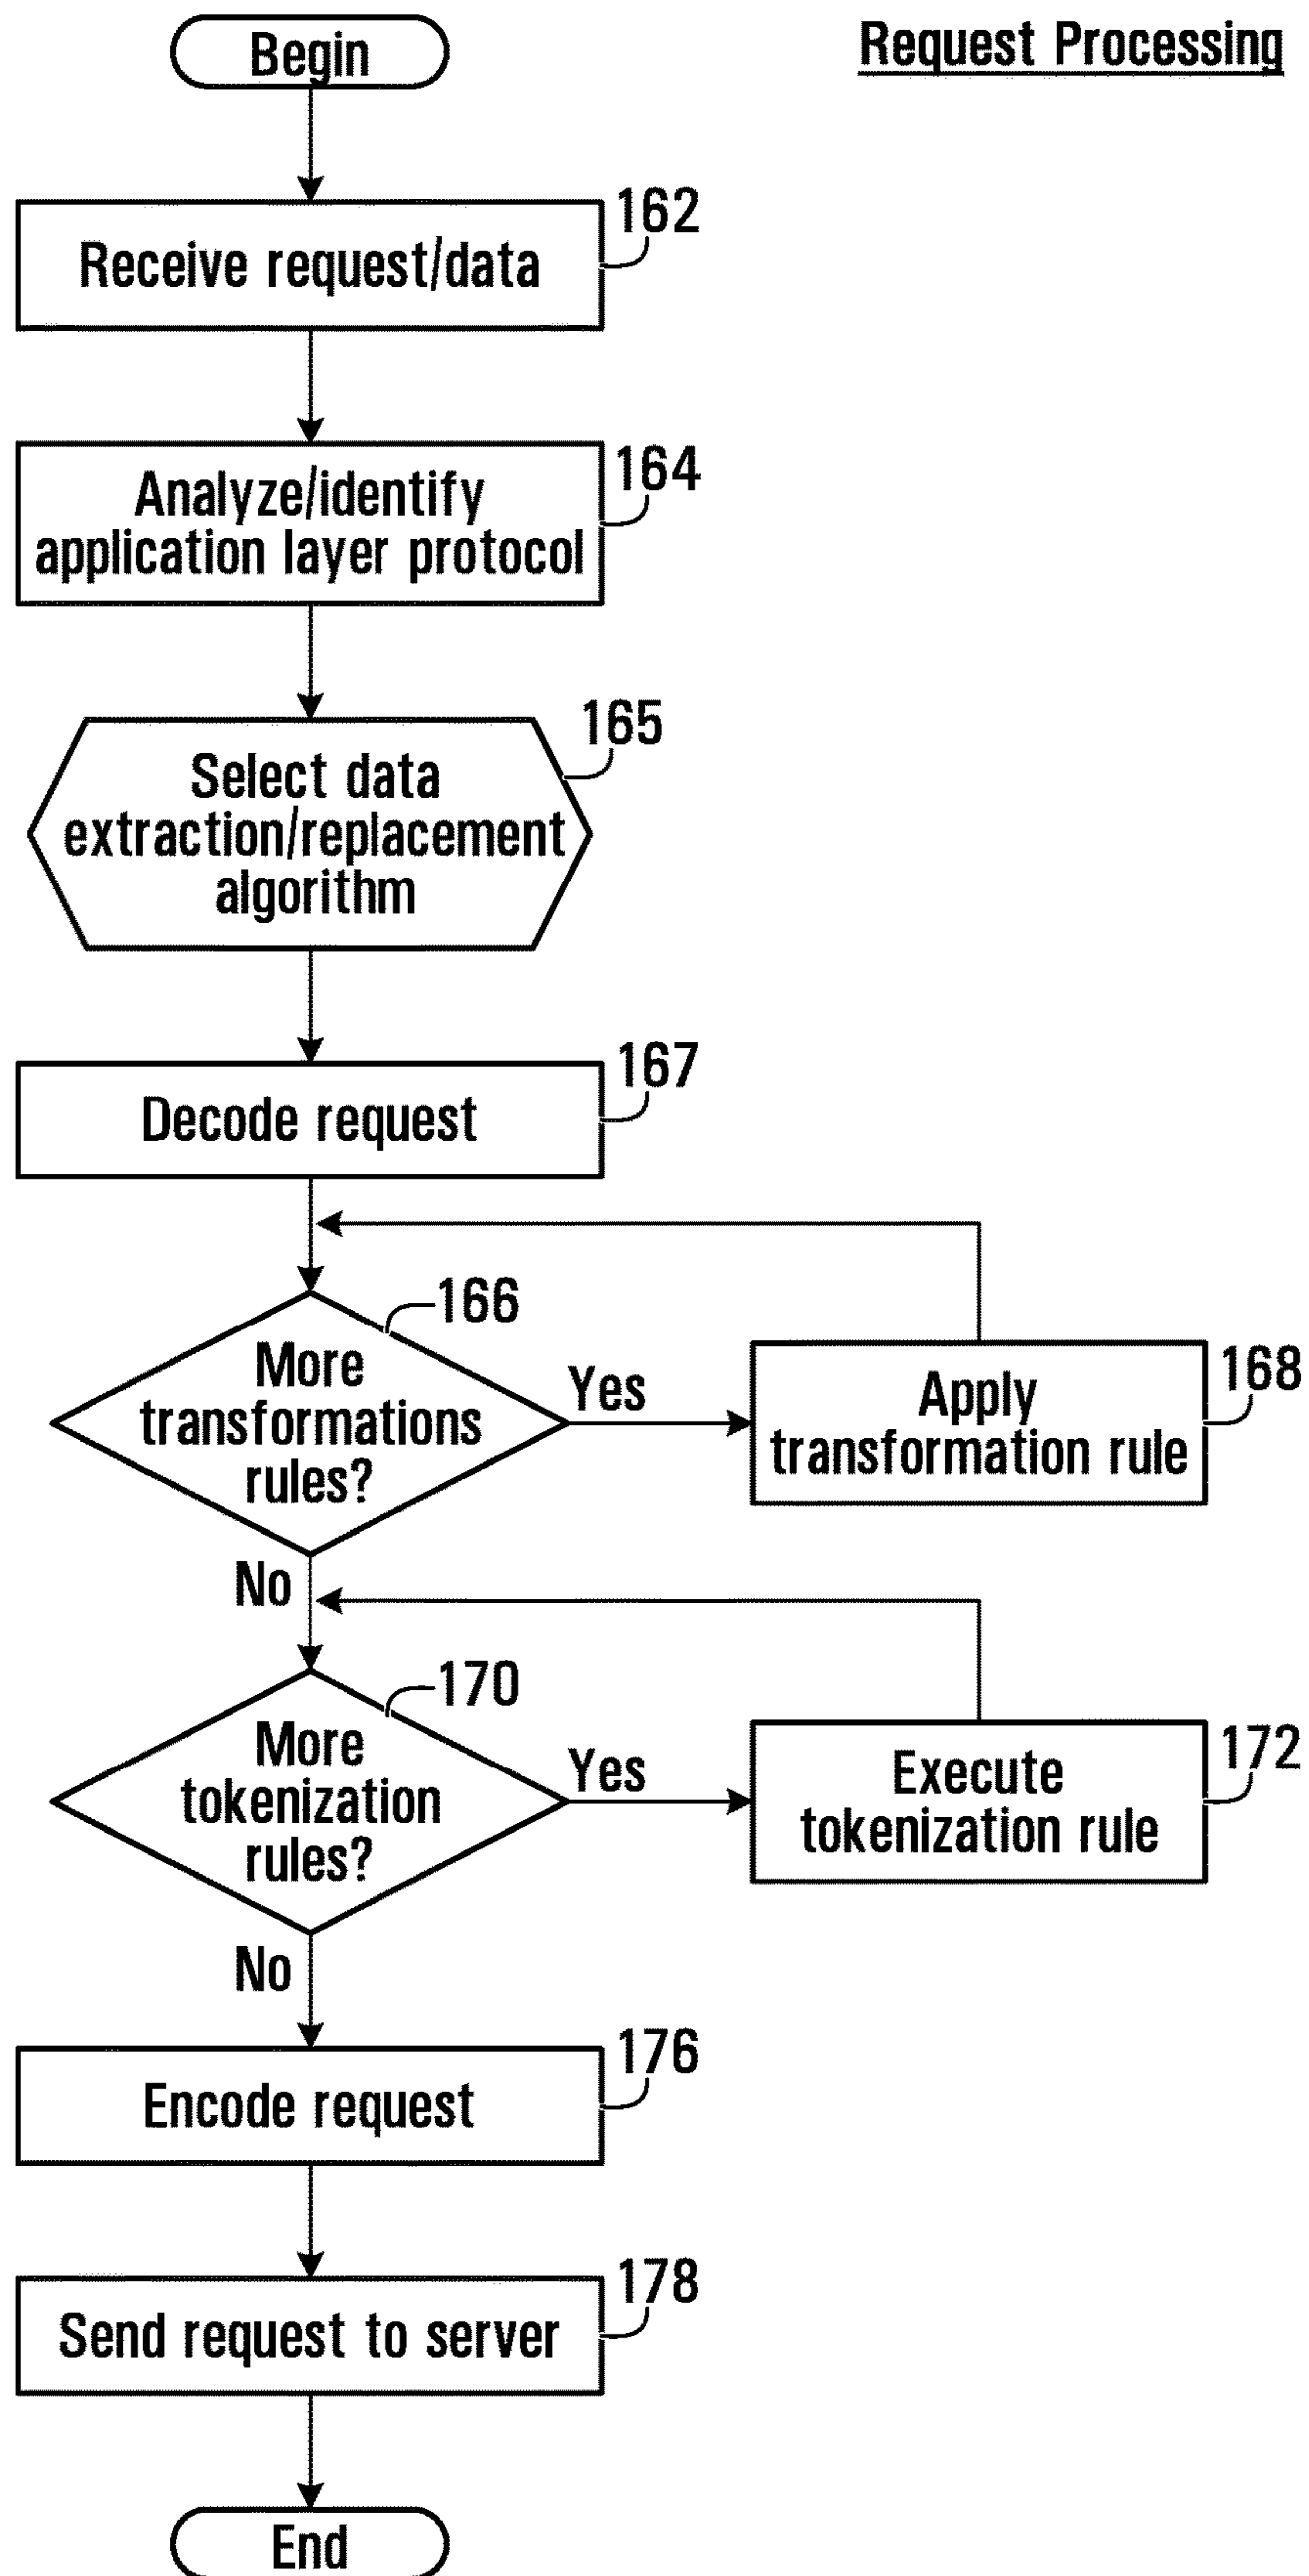 Begin
Request Processing
162
Receive request/data
164
Analyze/identify
application layer protocol
165
Select data
extraction/replacement
algorithm
167
Decode request
166
More
transformations
rules?
Yes
168
Apply
transformation rule
No
170
More
tokenization
rules?
Yes
172
Execute
tokenization rule
No
176
Encode request
178
Send request to server
End